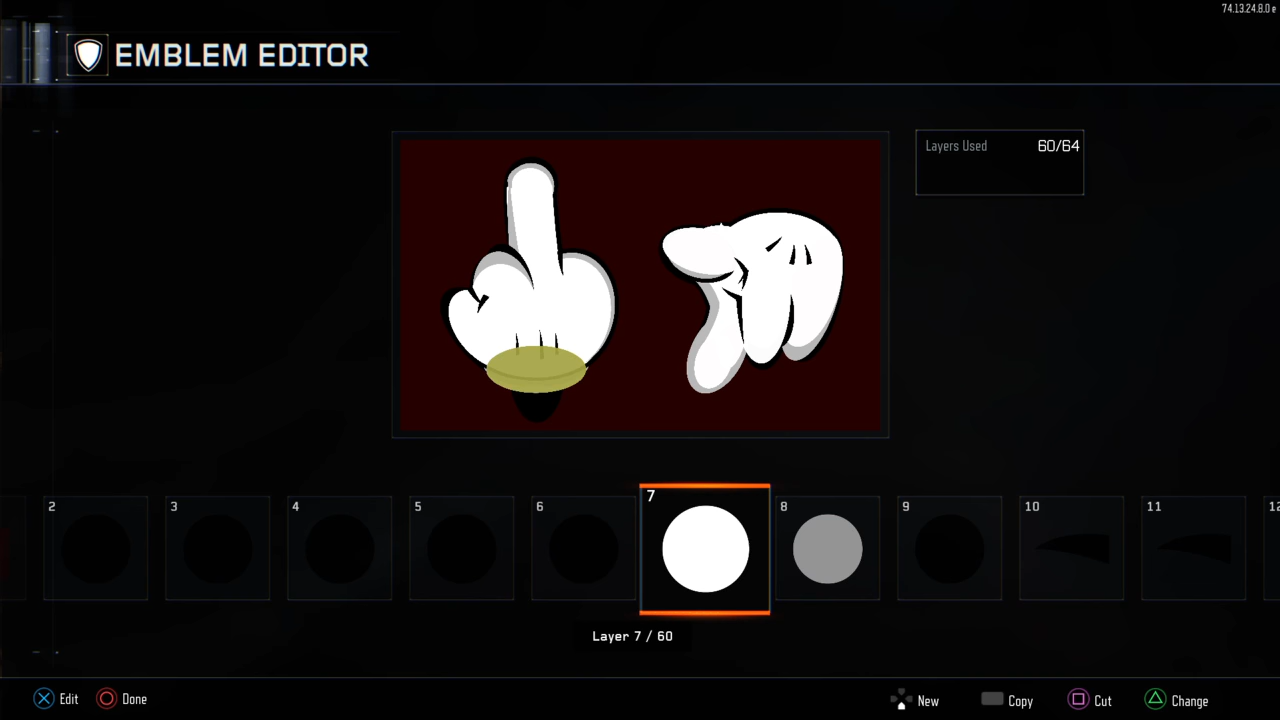 74.13.24.8.0 e
EMBLEM EDITOR
Layers Used 60/64
2 3 4 5 6 7 8 9 10 11 12
Layer 7 / 60
Edit Done New Copy Cut Change